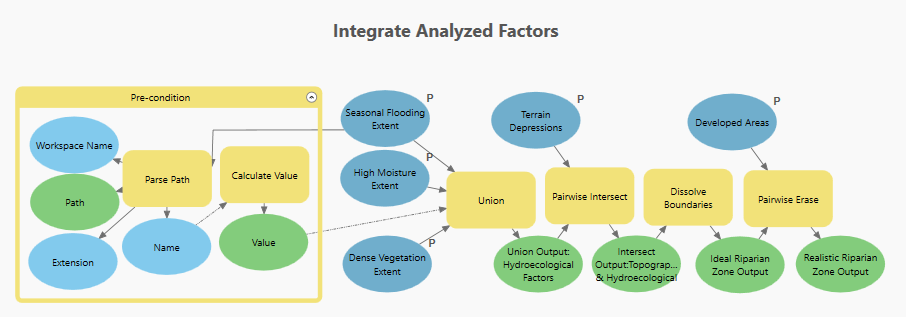 Integrate Analyzed Factors
Pre-condition
Workspace Name
Path
Extension
Parse Path
Name
Calculate Value
Value
P
Seasonal Flooding
Extent
P
High Moisture
Extent
P
Dense Vegetation
Extent
Union
Union Output:
Hydroecological
Factors
P
Terrain
Depressions
Pairwise Intersect
Intersect
Output:Topograp...
& Hydroecological
Dissolve
Boundaries
Ideal Riparian
Zone Output
P
Developed Areas
Pairwise Erase
Realistic Riparian
Zone Output